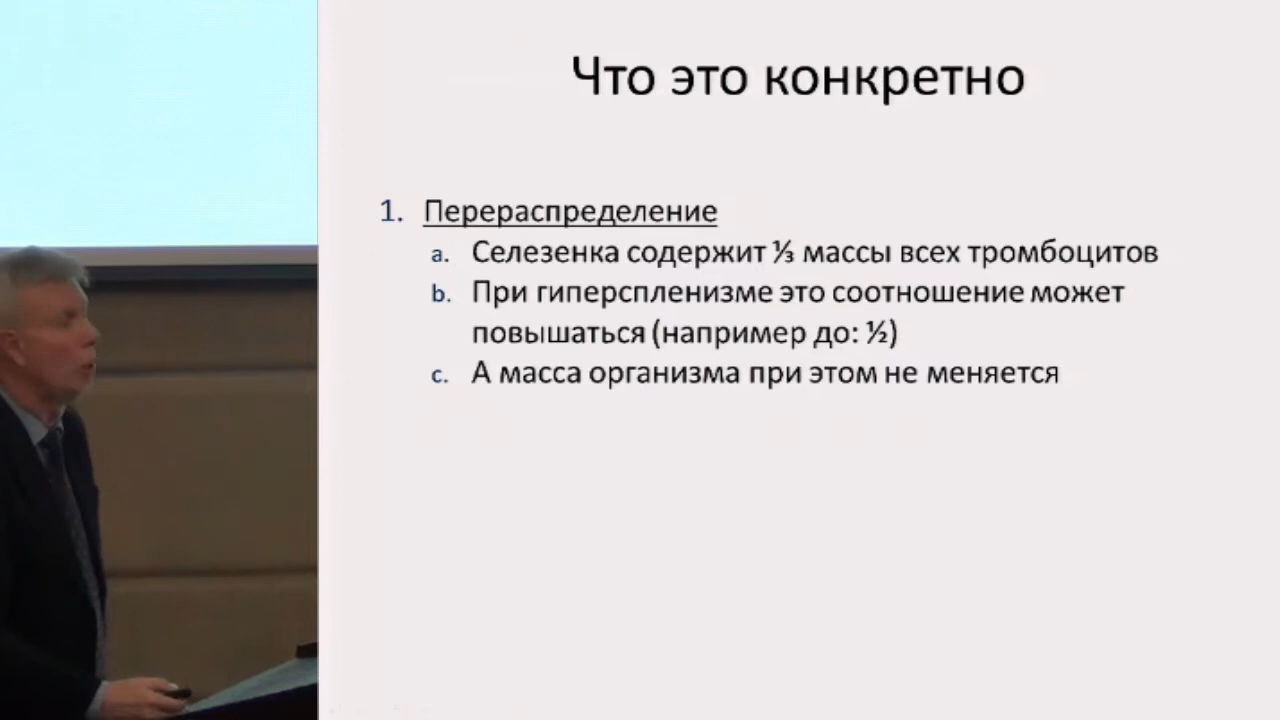 Что это конкретно
1. Перераспределение
a. Селезенка содержит ⅓ массы всех тромбоцитов
b. При гиперспленизме это соотношение может
повышаться (например до: ½)
c. А масса организма при этом не меняется